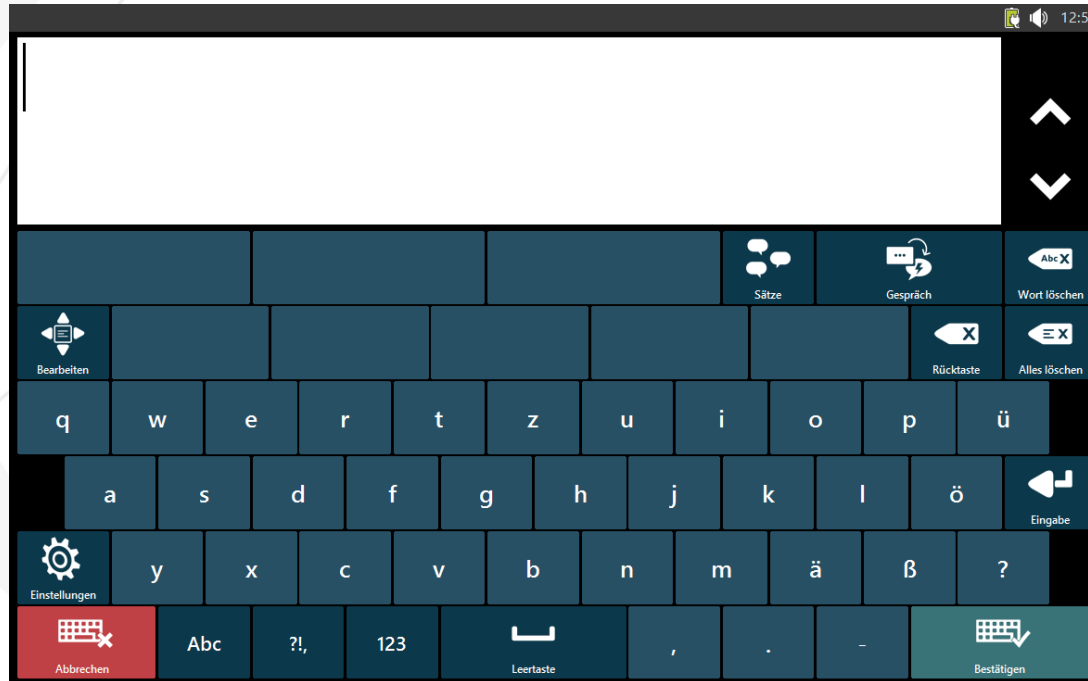 12:5
Abc X
Sätze
Gespräch
Wort löschen
X
X
Bearbeiten
Rücktaste
Alles löschen
q w e r t z u i o p ü
a s d f g h j k l ö
Eingabe
y x c v b n m ä ß ?
Einstellungen
Abc ?!, 123 , . -
Abbrechen
Leertaste
Bestätigen